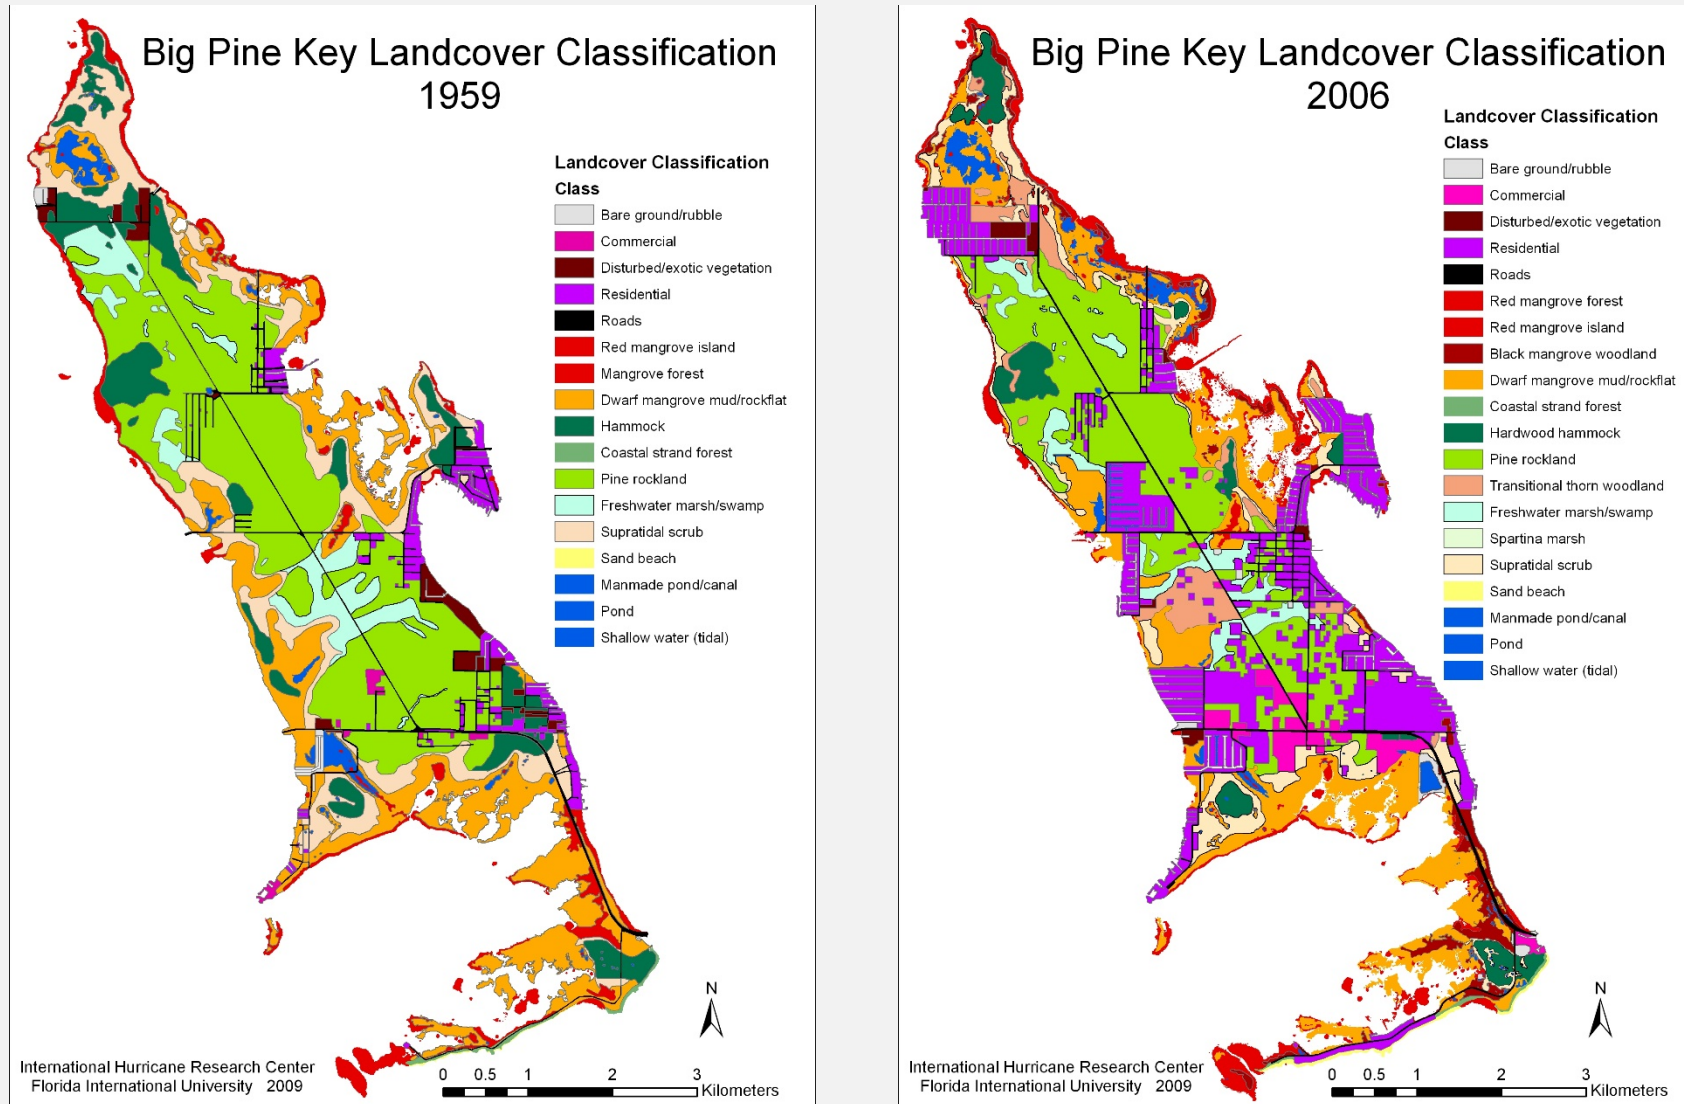 Big Pine Key Landcover Classification
1959
Landcover Classification
Class
Bare ground/rubble
Commercial
Disturbed/exotic vegetation
Residential
Roads
Red mangrove island
Mangrove forest
Dwarf mangrove mud/rockflat
Hammock
Coastal strand forest
Pine rockland
Freshwater marsh/swamp
Supratidal scrub
Sand beach
Manmade pond/canal
Pond
Shallow water (tidal)
N
International Hurricane Research Center
Florida International University 2009
0 0.5 1 2 3
Kilometers
Big Pine Key Landcover Classification
2006
Landcover Classification
Class
Bare ground/rubble
Commercial
Disturbed/exotic vegetation
Residential
Roads
Red mangrove forest
Red mangrove island
Black mangrove woodland
Dwarf mangrove mud/rockflat
Coastal strand forest
Hardwood hammock
Pine rockland
Transitional thorn woodland
Freshwater marsh/swamp
Spartina marsh
Supratidal scrub
Sand beach
Manmade pond/canal
Pond
Shallow water (tidal)
N
International Hurricane Research Center
Florida International University 2009
0 0.5 1 2 3
Kilometers